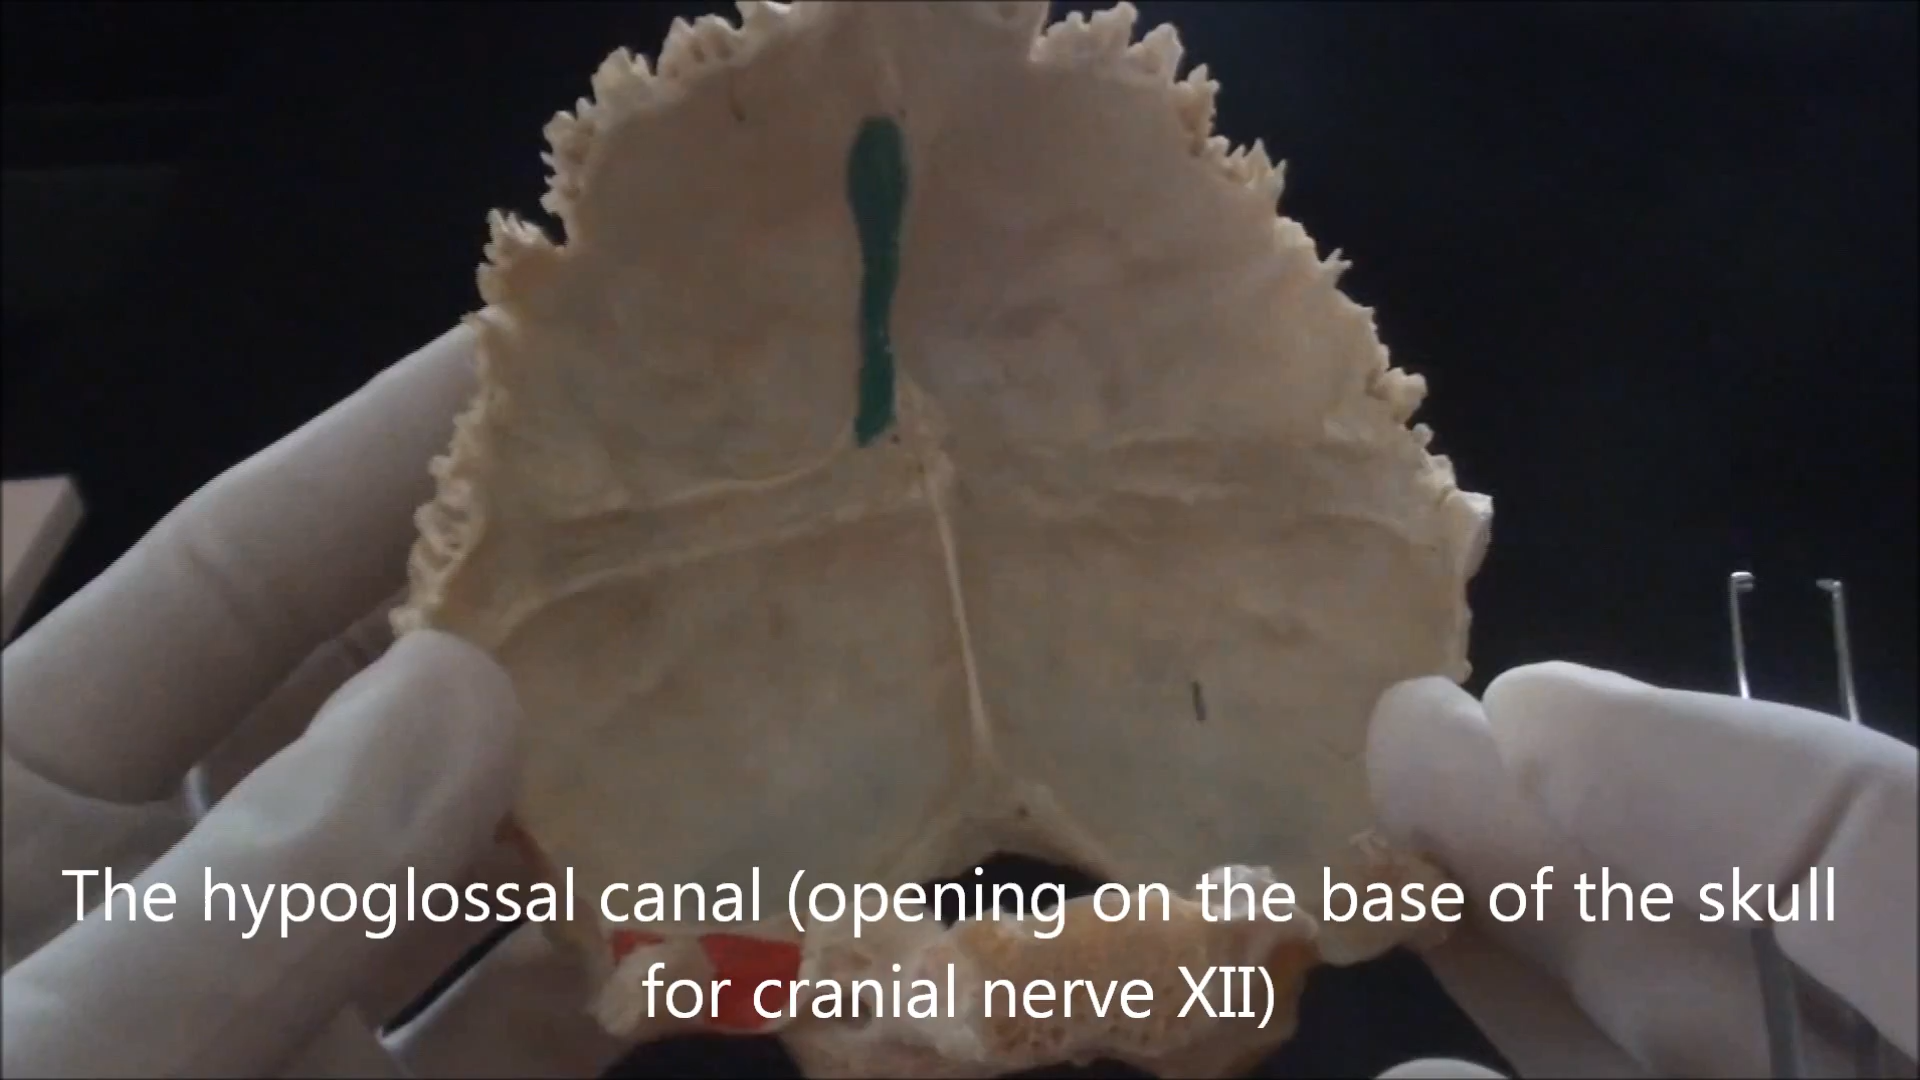 The hypoglossal canal (opening on the base of the skull
for cranial nerve XII)